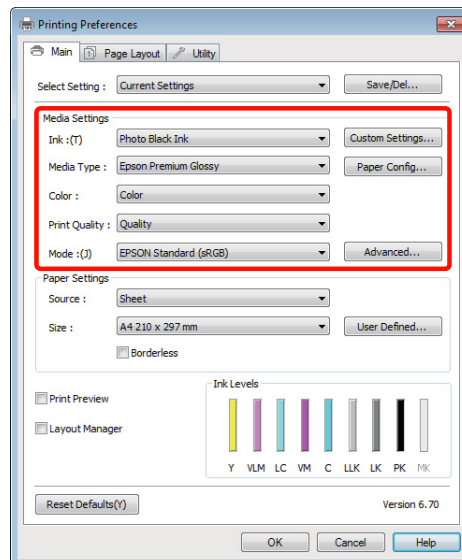 Printing Preferences
Main Page Layout Utility
Select Setting : Current Settings Save/Del...
Media Settings
Ink :(T) Photo Black Ink Custom Settings...
Media Type : Epson Premium Glossy Paper Config...
Color : Color
Print Quality : Quality
Mode :(J) EPSON Standard (sRGB) Advanced...
Paper Settings
Source : Sheet
Size : A4 210 x 297 mm User Defined...
Borderless
Ink Levels
Print Preview
Layout Manager
Y VLM LC VM C LLK LK PK MK
Reset Defaults(Y) Version 6.70
OK Cancel Help